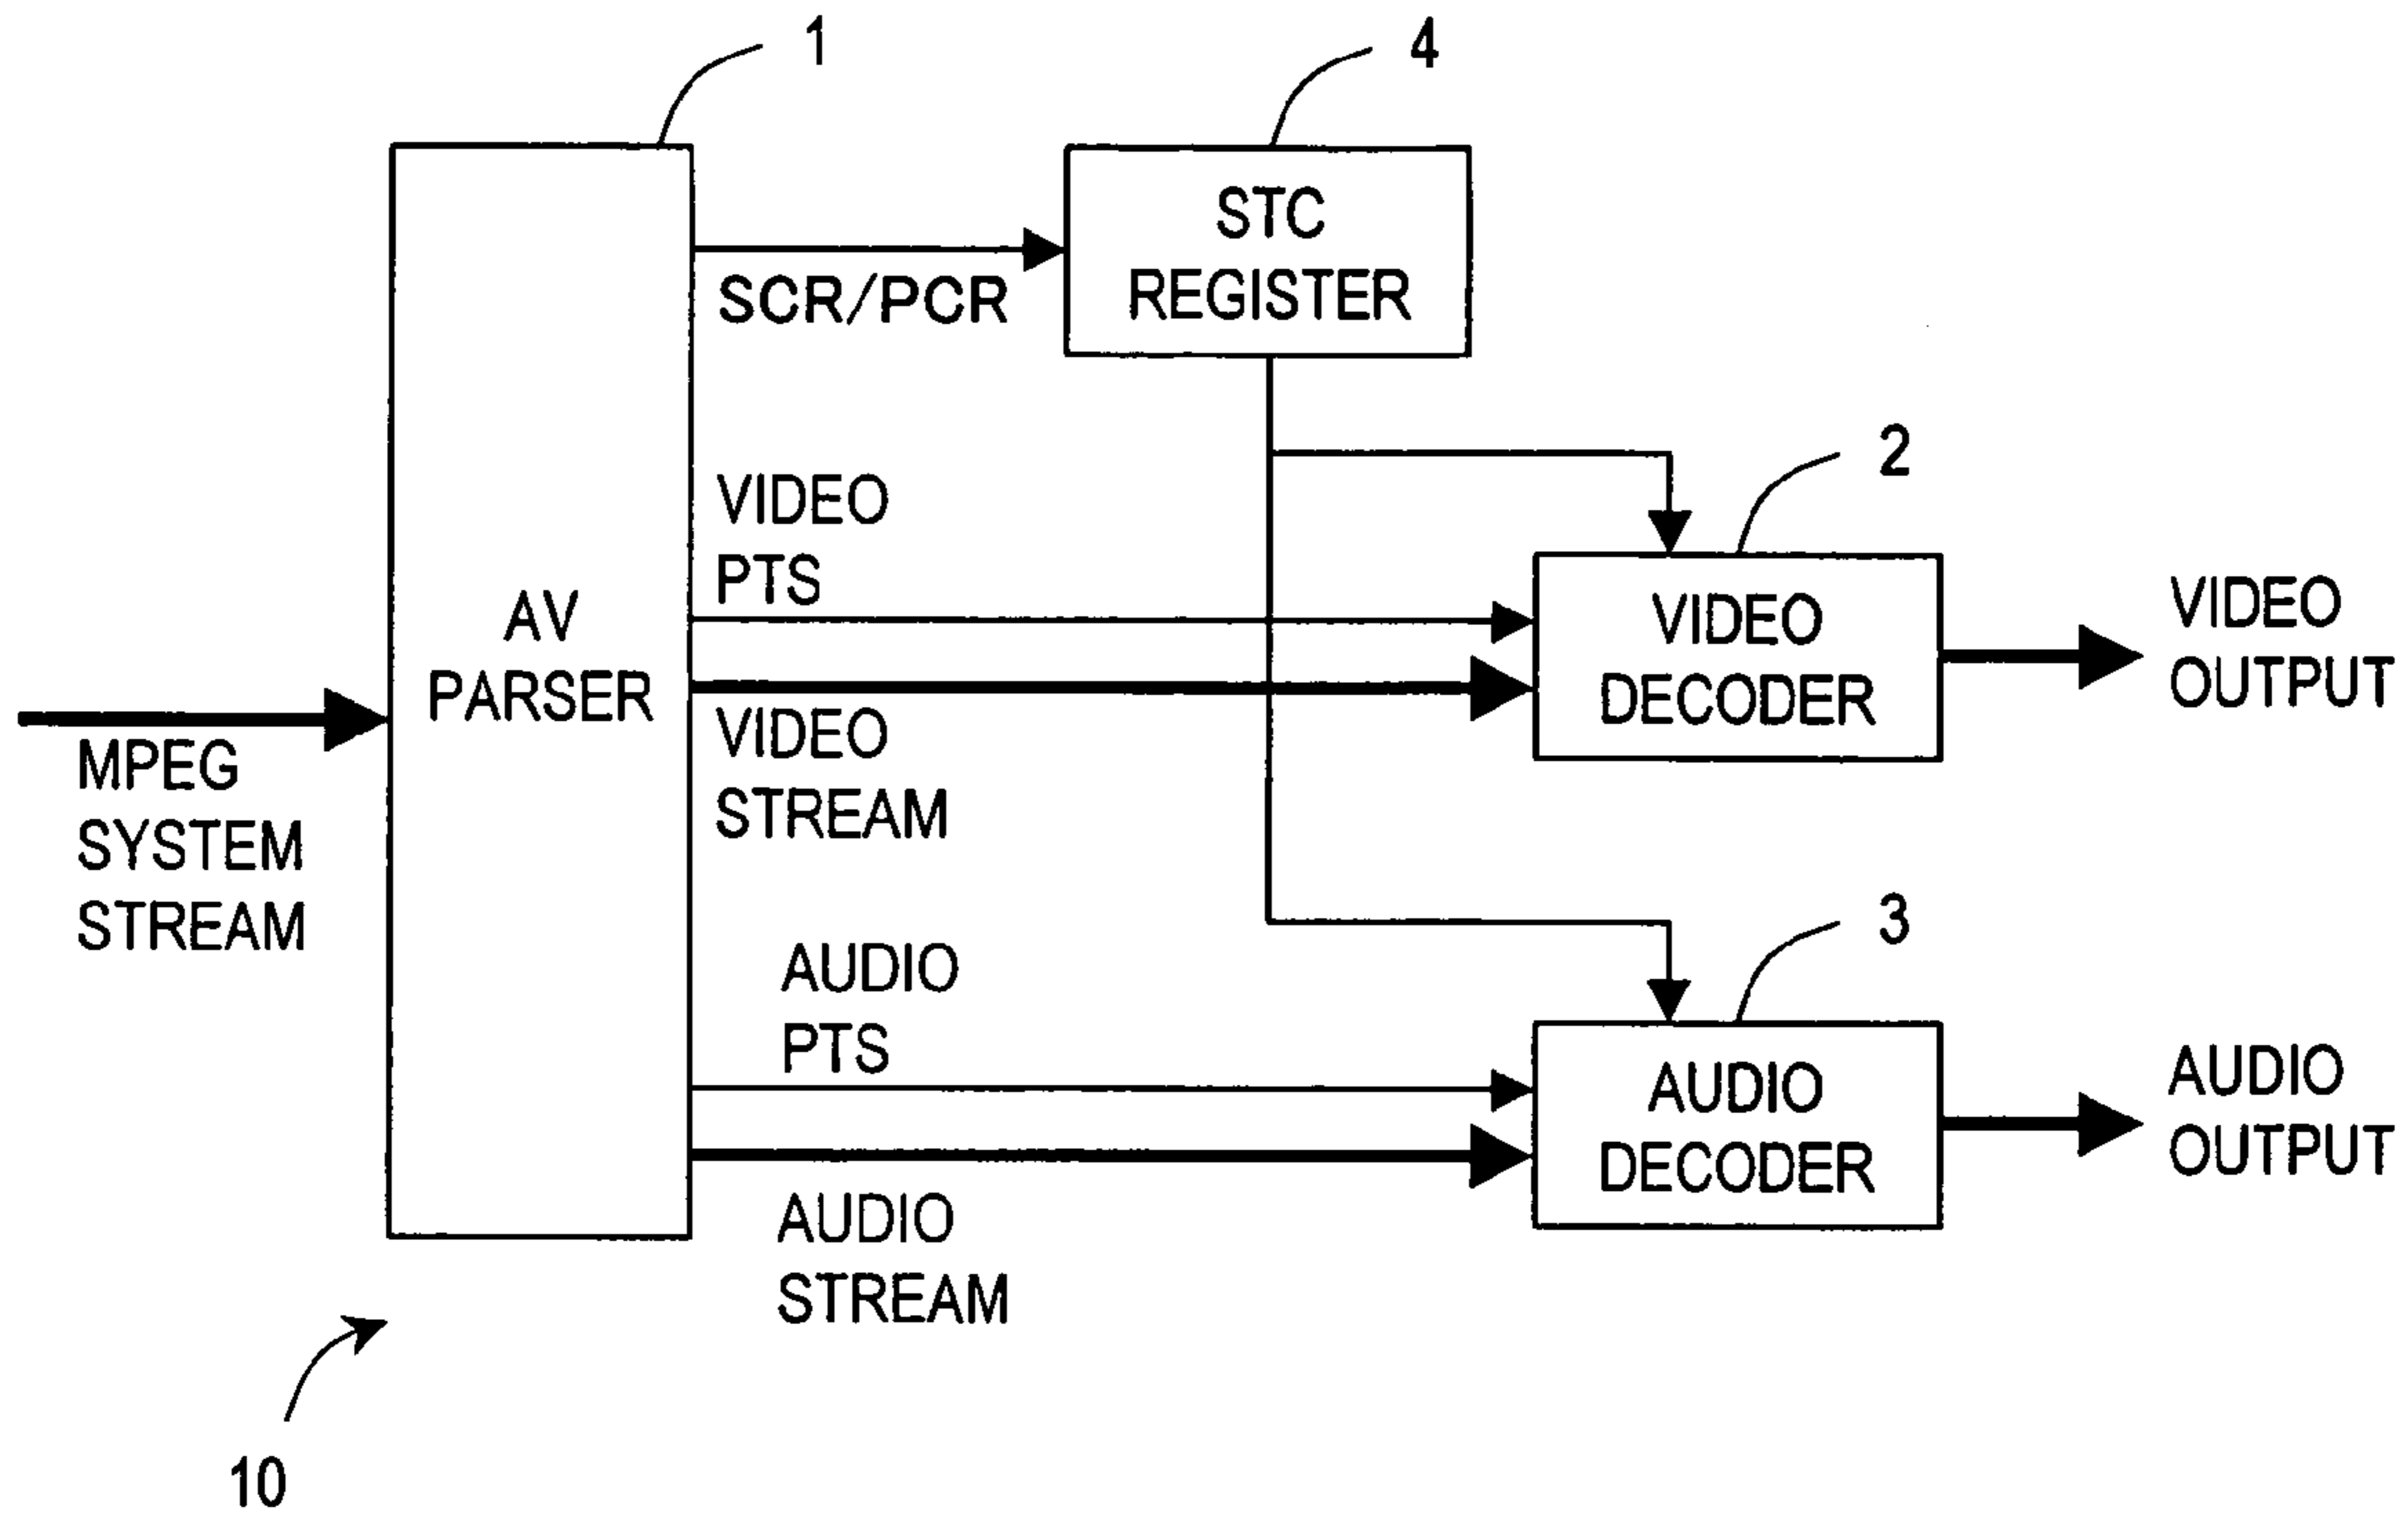 1
4
STC
REGISTER
SCR/PCR
2
VIDEO
PTS
AV
PARSER
VIDEO
DECODER
VIDEO
OUTPUT
MPEG
SYSTEM
STREAM
VIDEO
STREAM
3
AUDIO
PTS
AUDIO
DECODER
AUDIO
OUTPUT
AUDIO
STREAM
10